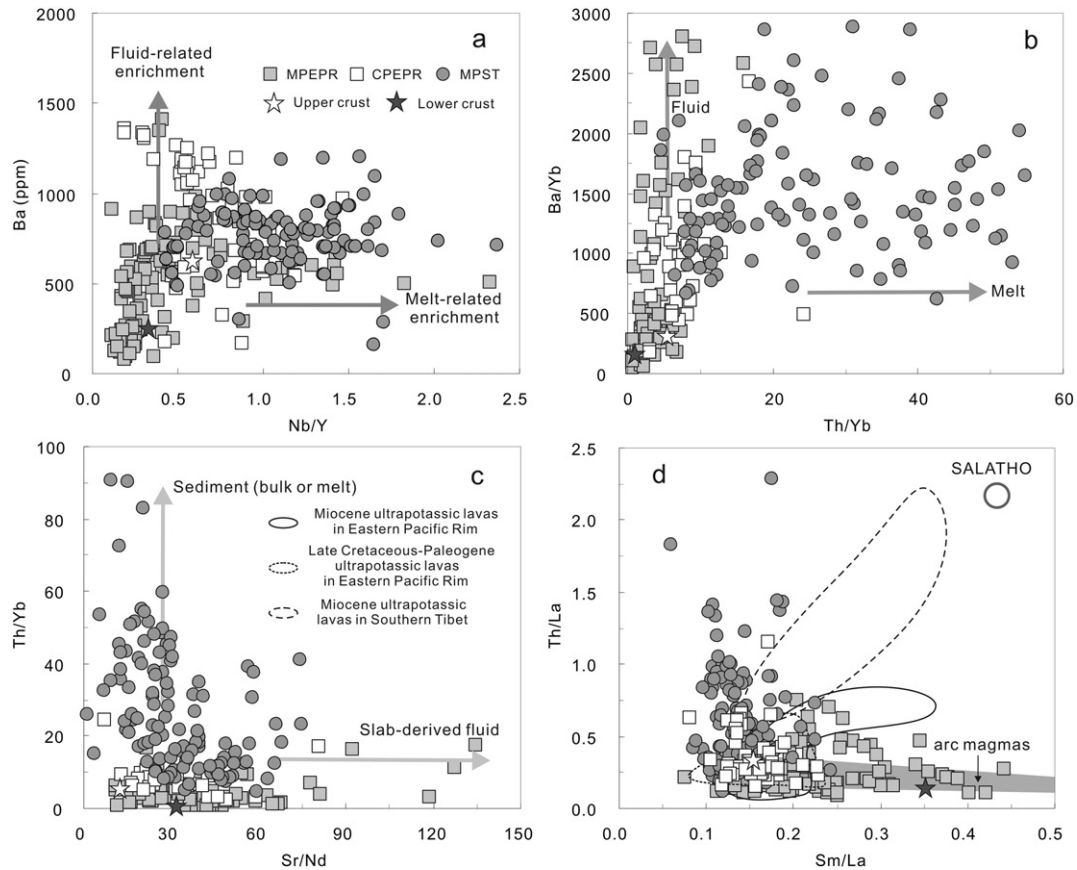 a
Fluid-related
enrichment
MPEPR CPEPR MPST
Upper crust Lower crust
Melt-related
enrichment
Ba (ppm)
2000
1500
1000
500
0
0.0 0.5 1.0 1.5 2.0 2.5
Nb/Y
b
Fluid
Melt
Ba/Yb
3000
2500
2000
1500
1000
500
0
0 20 40 60
Th/Yb
c
Sediment (bulk or melt)
Miocene ultrapotassic lavas
in Eastern Pacific Rim
Late Cretaceous-Paleogene
ultrapotassic lavas
in Eastern Pacific Rim
Miocene ultrapotassic
lavas in Southern Tibet
Slab-derived fluid
Th/Yb
100
80
60
40
20
0
0 30 60 90 120 150
Sr/Nd
d
SALATHO
arc magmas
Th/La
2.5
2.0
1.5
1.0
0.5
0.0
0.0 0.1 0.2 0.3 0.4 0.5
Sm/La